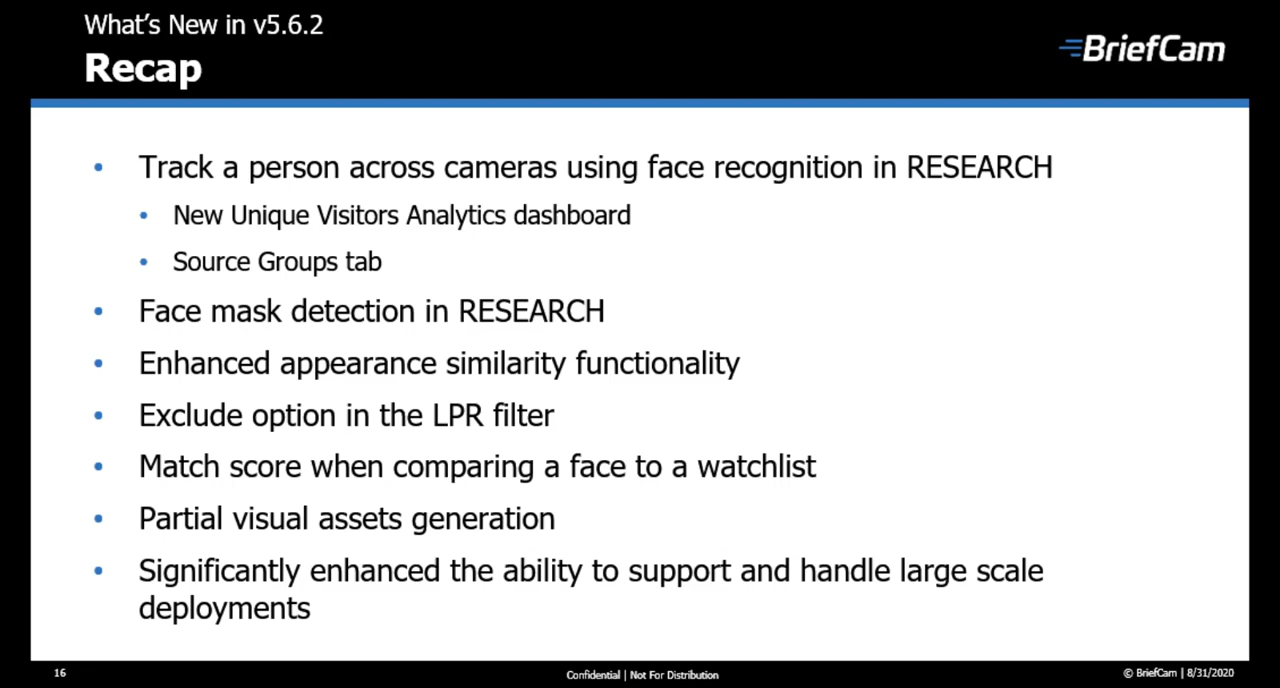 What's New in v5.6.2
Recap
BriefCam
• Track a person across cameras using face recognition in RESEARCH
• New Unique Visitors Analytics dashboard
• Source Groups tab
• Face mask detection in RESEARCH
• Enhanced appearance similarity functionality
• Exclude option in the LPR filter
• Match score when comparing a face to a watchlist
• Partial visual assets generation
• Significantly enhanced the ability to support and handle large scale
deployments
16
Confidential | Not For Distribution
© BriefCam | 8/31/2020